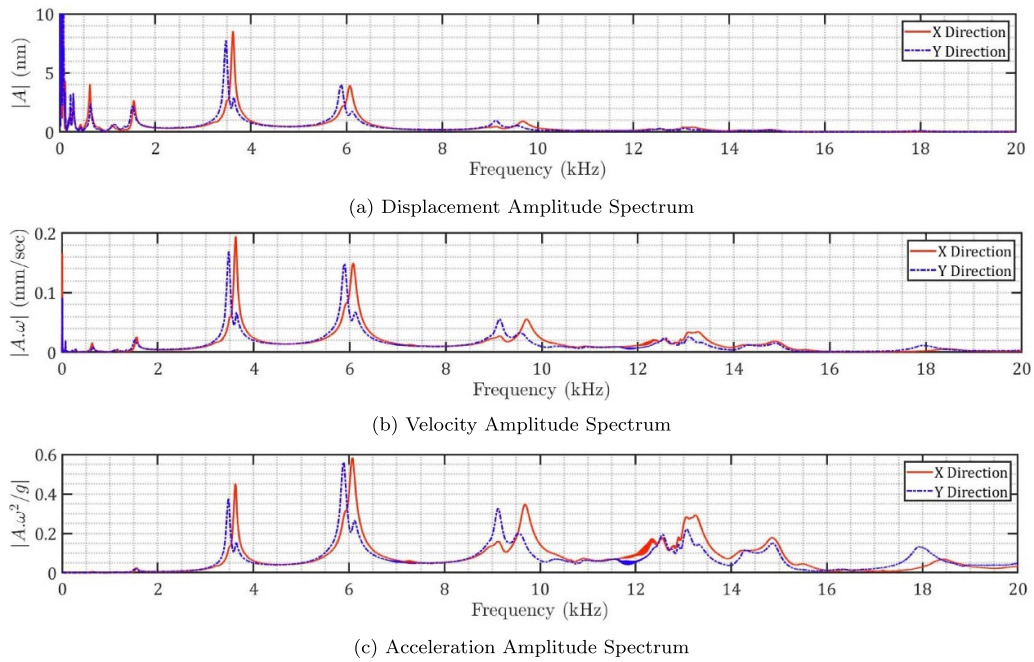 10
5
0
|A| (nm)
X Direction
Y Direction
0 2 4 6 8 10 12 14 16 18 20
Frequency (kHz)
(a) Displacement Amplitude Spectrum
0.2
0.1
0
|A.ω| (mm/sec)
X Direction
Y Direction
0 2 4 6 8 10 12 14 16 18 20
Frequency (kHz)
(b) Velocity Amplitude Spectrum
0.6
0.4
0.2
0
|A.ω²/g|
X Direction
Y Direction
0 2 4 6 8 10 12 14 16 18 20
Frequency (kHz)
(c) Acceleration Amplitude Spectrum